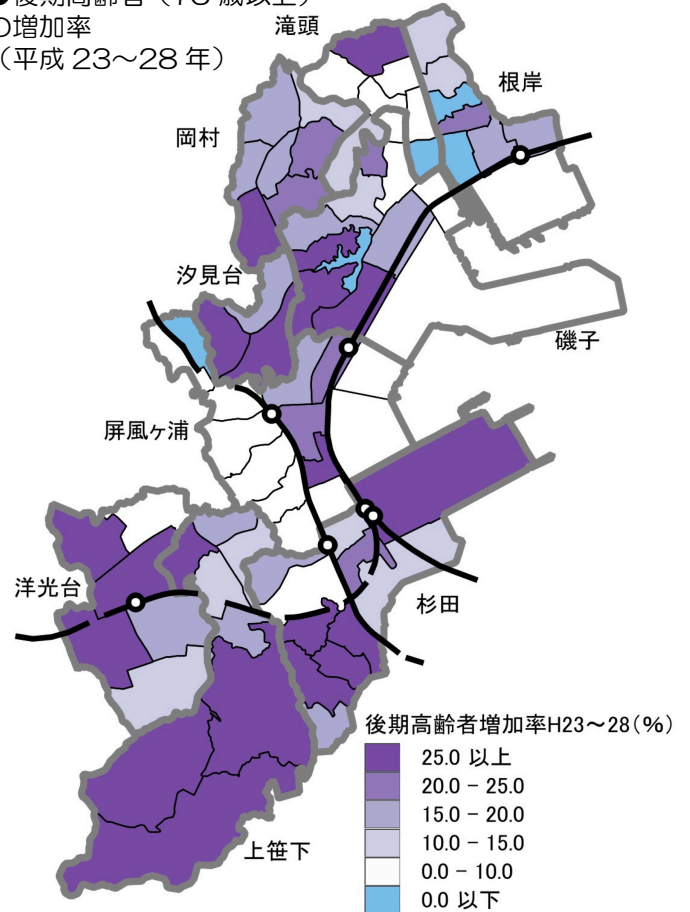 後期高齢者(75歳以上)
の増加率
(平成23~28年)
滝頭
根岸
岡村
汐見台
磯子
屏風ヶ浦
洋光台
杉田
上笹下
後期高齢者増加率H23~28(%)
25.0 以上
20.0 - 25.0
15.0 - 20.0
10.0 - 15.0
0.0 - 10.0
0.0 以下